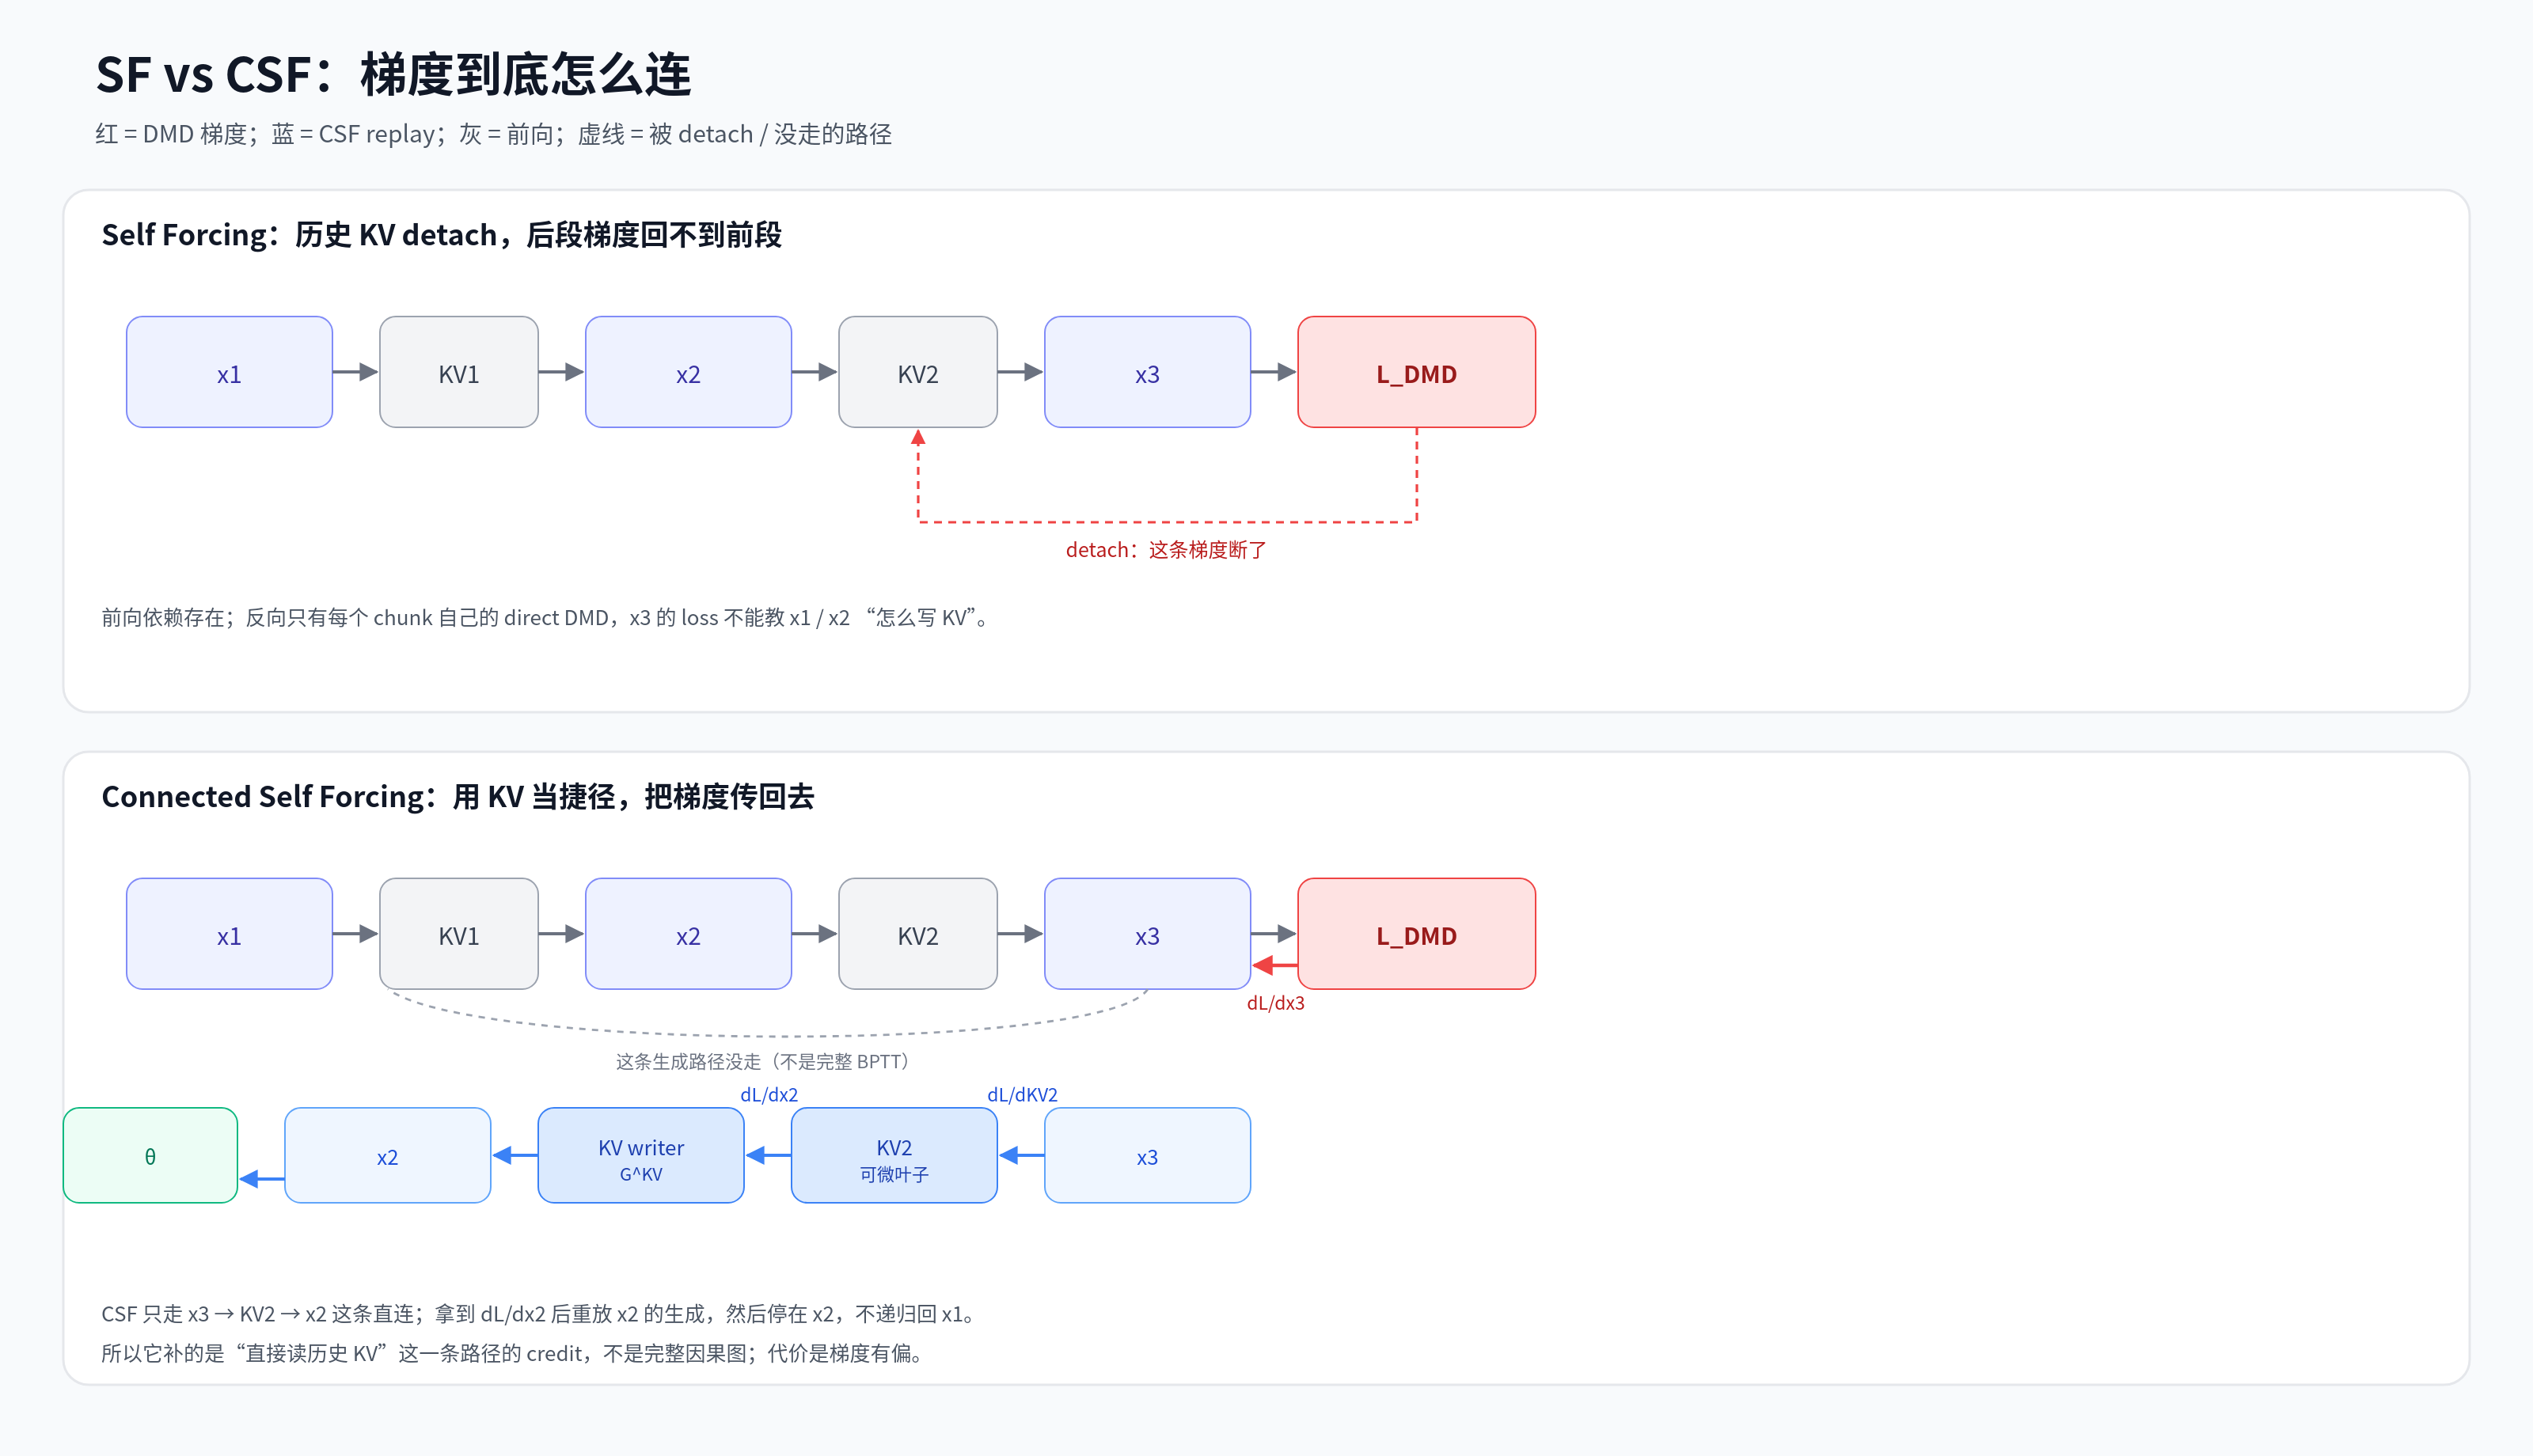 SF vs CSF：梯度到底怎么连
红 = DMD 梯度；蓝 = CSF replay；灰 = 前向；虚线 = 被 detach / 没走的路径
Self Forcing：历史 KV detach，后段梯度回不到前段
x1
KV1
x2
KV2
x3
L_DMD
detach：这条梯度断了
前向依赖存在；反向只有每个 chunk 自己的 direct DMD，x3 的 loss 不能教 x1 / x2 “怎么写 KV”。
Connected Self Forcing：用 KV 当捷径，把梯度传回去
x1
KV1
x2
KV2
x3
L_DMD
dL/dx3
这条生成路径没走（不是完整 BPTT）
dL/dx2
dL/dKV2
θ
x2
KV writer
G^KV
KV2
可微叶子
x3
CSF 只走 x3 → KV2 → x2 这条直连；拿到 dL/dx2 后重放 x2 的生成，然后停在 x2，不递归回 x1。
所以它补的是“直接读历史 KV”这一条路径的 credit，不是完整因果图；代价是梯度有偏。